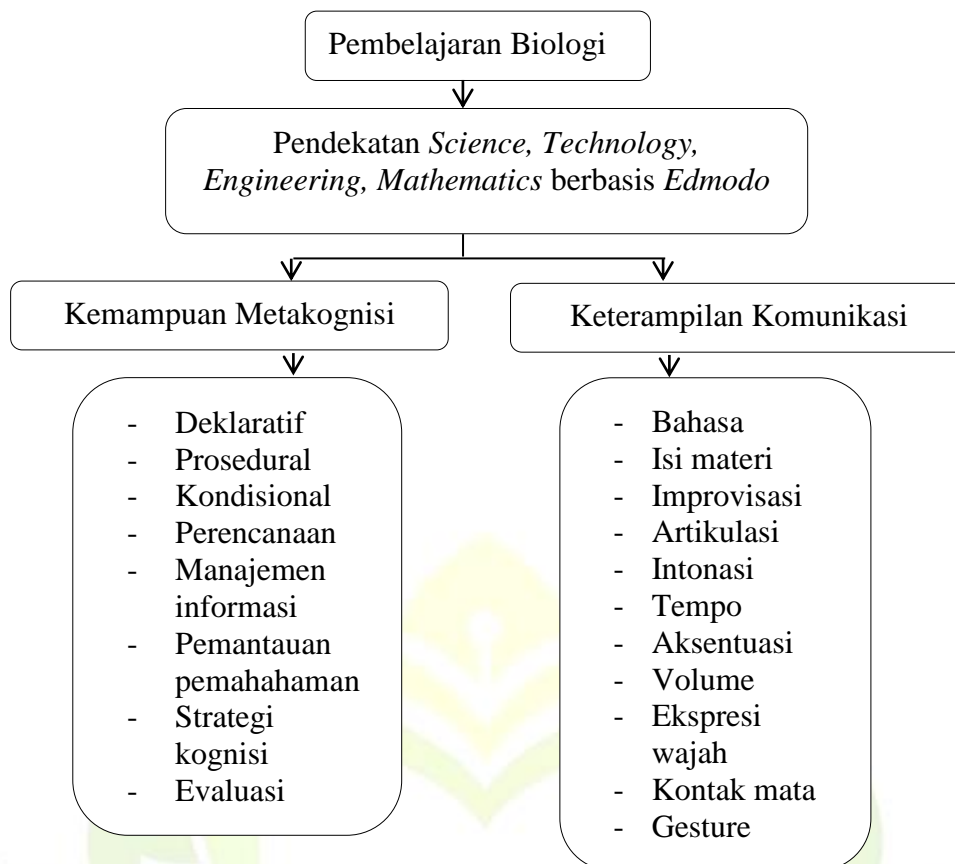 Pembelajaran Biologi
Pendekatan Science, Technology,
Engineering, Mathematics berbasis Edmodo
Kemampuan Metakognisi
- Deklaratif
- Prosedural
- Kondisional
- Perencanaan
- Manajemen
informasi
- Pemantauan
pemahahaman
- Strategi
kognisi
- Evaluasi
Keterampilan Komunikasi
- Bahasa
- Isi materi
- Improvisasi
- Artikulasi
- Intonasi
- Tempo
- Aksentuasi
- Volume
- Ekspresi
wajah
- Kontak mata
- Gesture